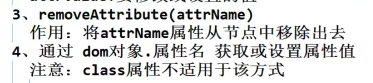 3、removeAttribute(attrName)
作用：将attrName属性从节点中移除出去
4、通过 dom对象.属性名 获取或设置属性值
注意：class属性不适用于该方式